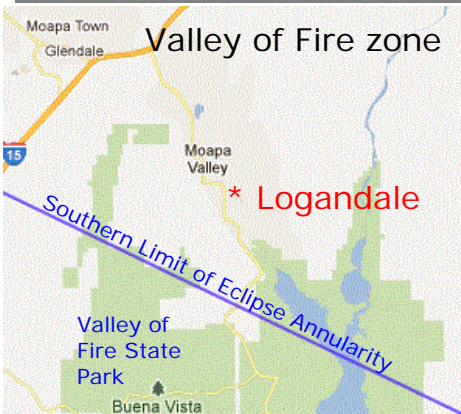 Moapa Town
Valley of Fire zone
Glendale
15
Moapa
Valley
* Logandale
Southern Limit of Eclipse Annularity
Valley of
Fire State
Park
Buena Vista